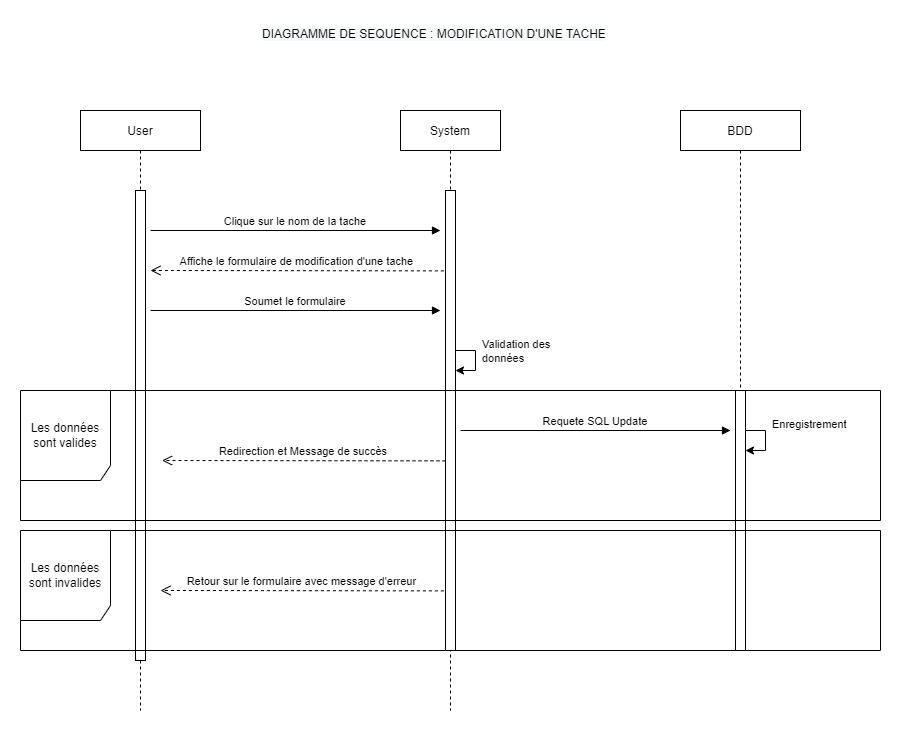 DIAGRAMME DE SEQUENCE : MODIFICATION D'UNE TACHE
User
System
BDD
Clique sur le nom de la tache
Affiche le formulaire de modification d'une tache
Soumet le formulaire
Validation des
données
Les données
sont valides
Requete SQL Update
Enregistrement
Redirection et Message de succès
Les données
sont invalides
Retour sur le formulaire avec message d'erreur